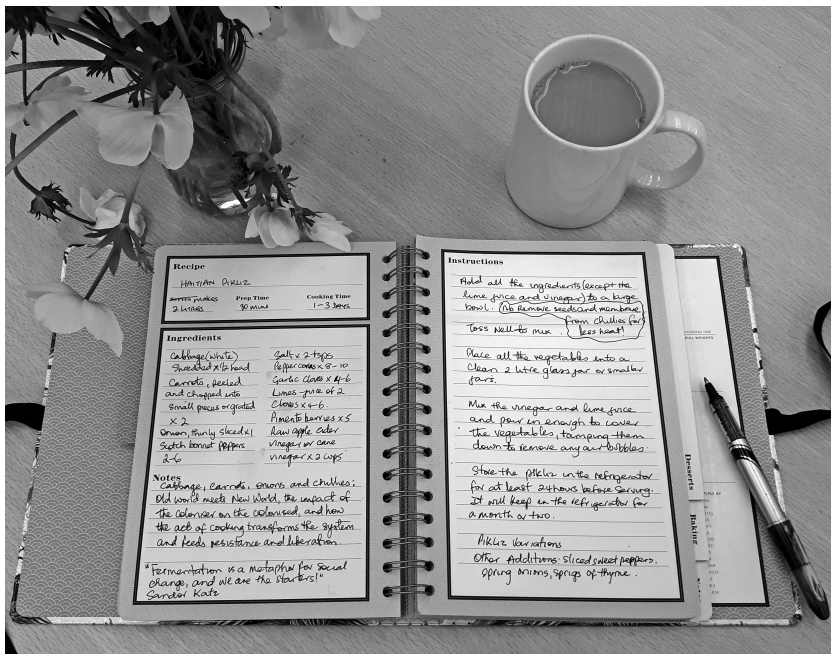 Recipe
HAITIAN PIKLIZ
makes
2 litres
Prep Time
30 mins
Cooking Time
1-3 Days
Ingredients
Cabbage (white)
Shredded x 1/2 head
Carrots, peeled
and chopped into
small pieces or grated
x 2
Onion, thinly sliced x 1
Scotch bonnet peppers
2-6
Salt x 2 tsps
Peppercorns x 8-10
Garlic Cloves x 4-6
Limes-juice of 2
Cloves x 4-6.
Pimento berries x 5
Raw apple cider
vinegar or cane
vinegar x 2 cups
Notes
Cabbage, Carrots, onions and chillies:
Old world meets New World, the impact of
the coloniser on the colonised, and how
the act of cooking transforms the system
and feeds resistance and liberation.
"Fermentation is a metaphor for social
change, and we are the starters!"
Sandor Katz
Instructions
Add all the ingredients (except the
lime juice and vinegar) to a large
bowl. Nb Remove seeds and membrane
from chillies for
less heat!
Toss well to mix.
Place all the vegetables into a
clean 2 litre glass jar or smaller
jars.
Mix the vinegar and lime juice
and pour in enough to cover
the vegetables, tamping them
down to remove any air bubbles.
Store the pikliz in the refrigerator
for at least 24 hours before serving.
It will keep in the refrigerator for
a month or two.
Pikliz Variations
Other Additions: Sliced sweet peppers,
spring onions, sprigs of thyme.
Desserts
Baking